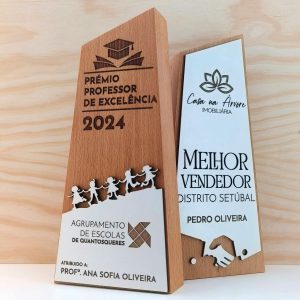 PRÉMIO
PROFESSOR
DE EXCELÊNCIA
2024
AGRUPAMENTO
DE ESCOLAS
DE QUANTOSQUERES
ATRIBUÍDO A:
PROFª. ANA SOFIA OLIVEIRA
Casa na Árvore
IMOBILIÁRIA
MELHOR
VENDEDOR
DISTRITO SETÚBAL
PEDRO OLIVEIRA